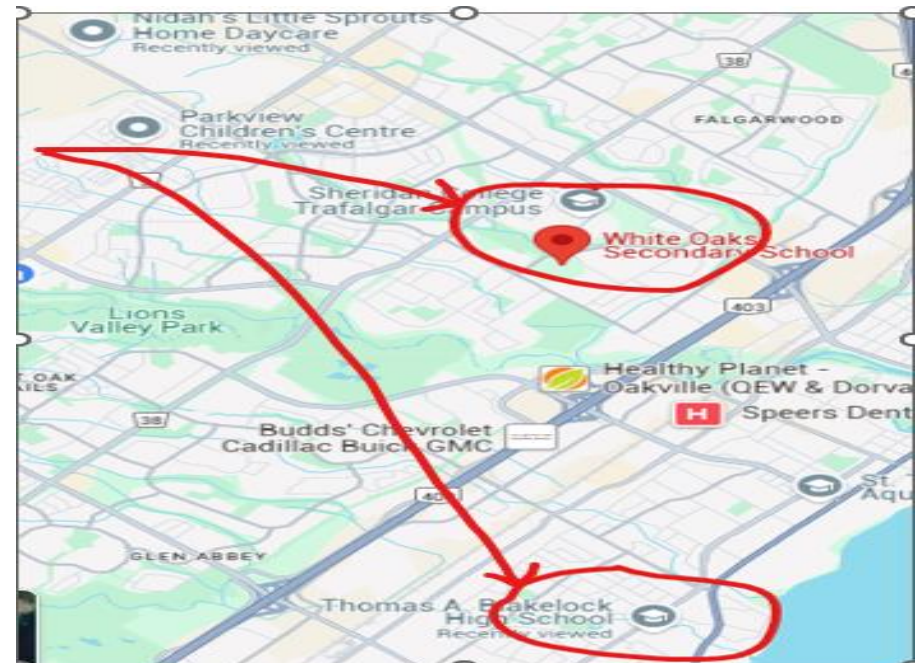 Nidah's Little Sprouts
Home Daycare
Recently viewed
38
Parkview
Children's Centre
Recently viewed
FALGARWOOD
Sheridan College
Trafalgar Campus
White Oaks
Secondary School
403
Lions
Valley Park
OAK
Healthy Planet -
Oakville (QEW & Dorva
H
Speers Dent
38
Budds' Chevrolet
Cadillac Buick GMC
403
St.
Aqu
GLEN ABBEY
Thomas A. Blakelock
High School
Recently viewed